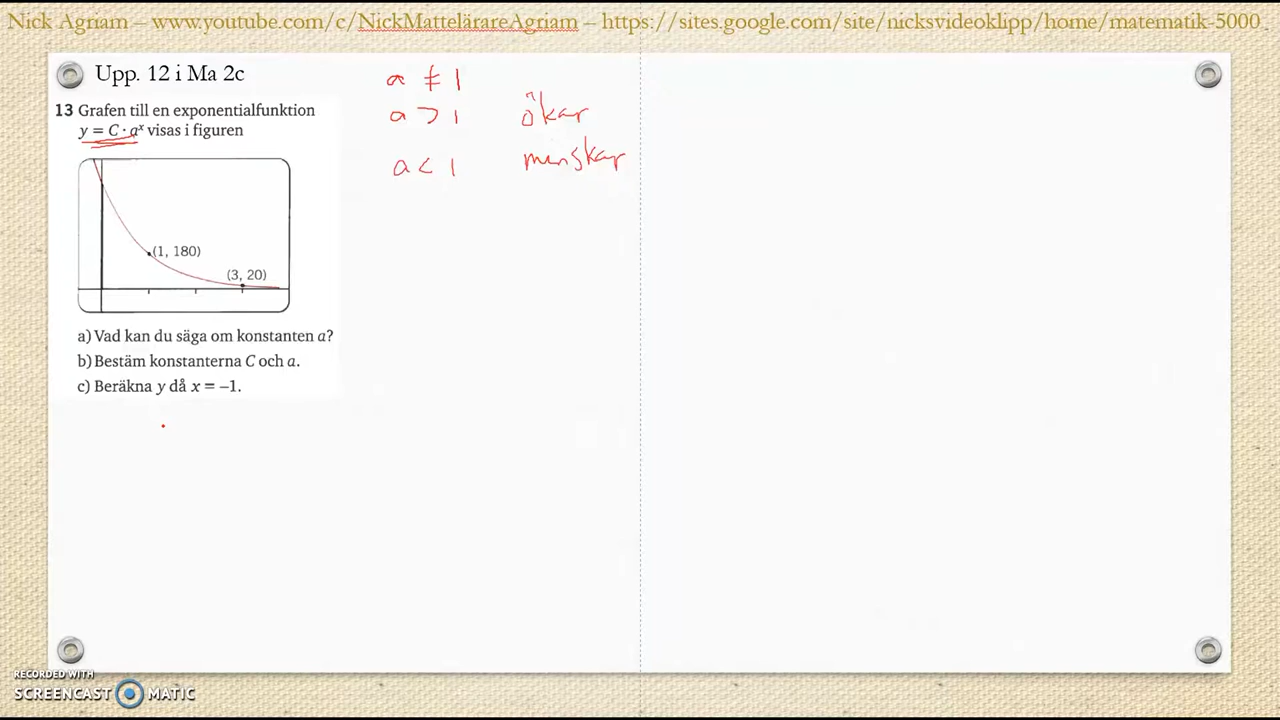 Nick Agriam – www.youtube.com/c/NickMattelärareAgriam – https://sites.google.com/site/nicksvideoklipp/home/matematik-5000
Upp. 12 i Ma 2c
13 Grafen till en exponentialfunktion
y = C · aˣ visas i figuren
(1, 180)
(3, 20)
a) Vad kan du säga om konstanten a?
b) Bestäm konstanterna C och a.
c) Beräkna y då x = –1.
a ≠ 1
a > 1 ökar
a < 1 minskar
RECORDED WITH
SCREENCAST MATIC